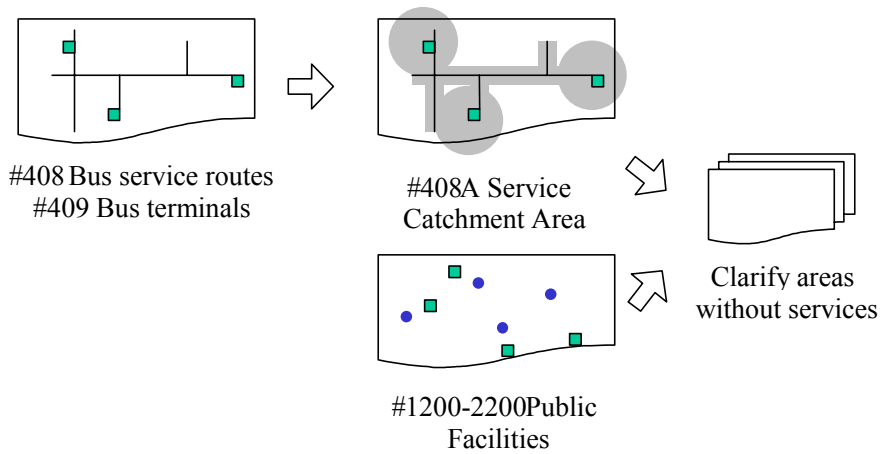 #408 Bus service routes
#409 Bus terminals
#408A Service
Catchment Area
Clarify areas
without services
#1200-2200Public
Facilities